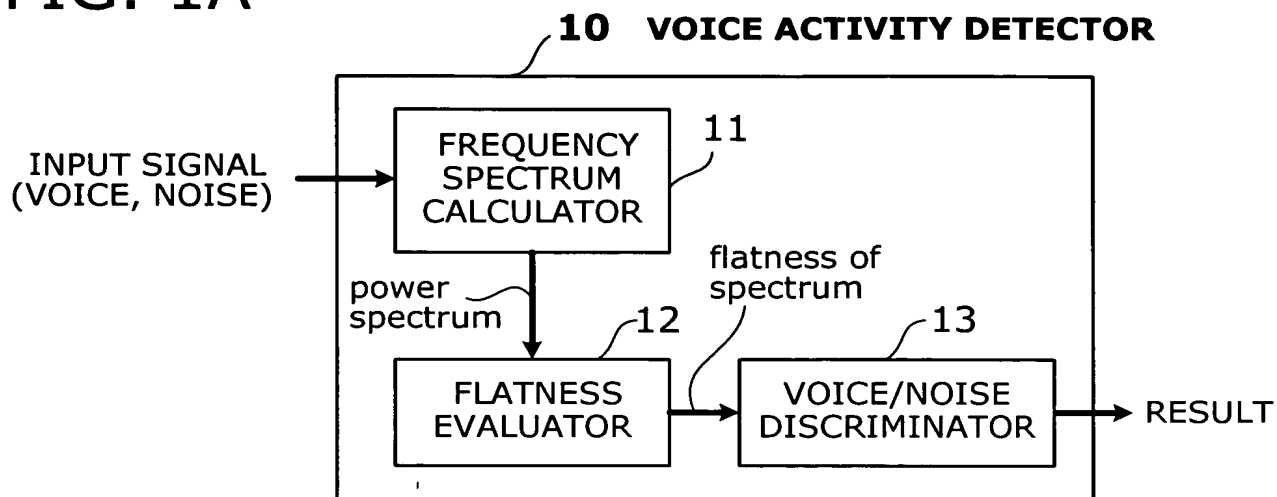 FIG. 1A
10 VOICE ACTIVITY DETECTOR
FREQUENCY
SPECTRUM
CALCULATOR
11
INPUT SIGNAL
(VOICE, NOISE)
power
spectrum
flatness of
spectrum
12
FLATNESS
EVALUATOR
13
VOICE/NOISE
DISCRIMINATOR
RESULT